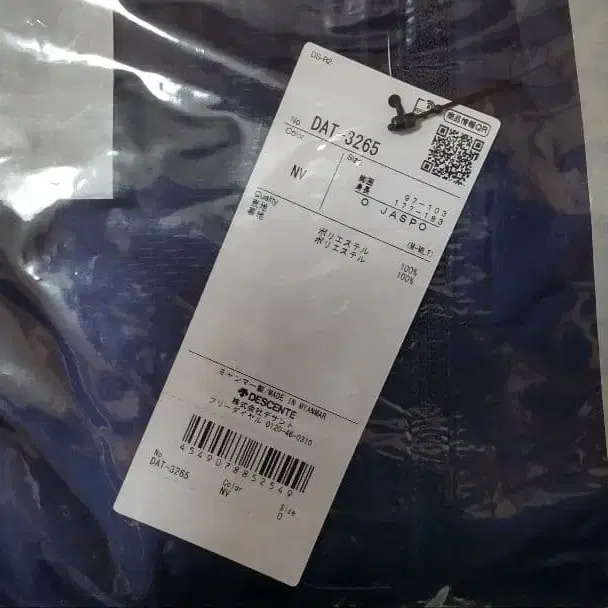 DS-R2
商品情報QR
No DAT-3265
Color Size
NV
胸囲 97-103
身長 177-183
O JASPO
(M-WLT)
Quality
表地 ポリエステル 100%
裏地 ポリエステル 100%
ミャンマー製/MADE IN MYANMAR
DESCENTE
株式会社デサント
フリーダイヤル 0120-46-0310
4549078852549
No Color Size
DAT-3265 NV O